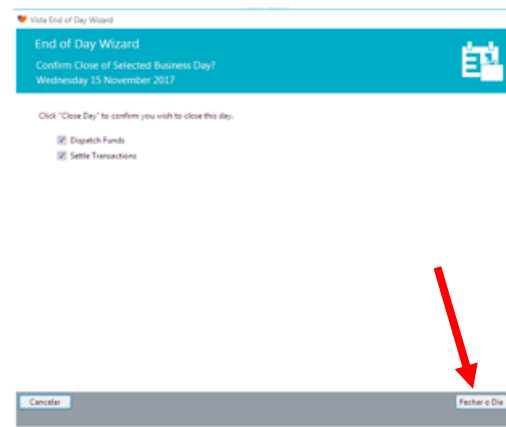 Vista End of Day Wizard
End of Day Wizard
Confirm Close of Selected Business Day?
Wednesday 15 November 2017
Click "Close Day" to confirm you wish to close this day.
Dispatch Funds
Settle Transactions
Cancelar
Fechar o Dia